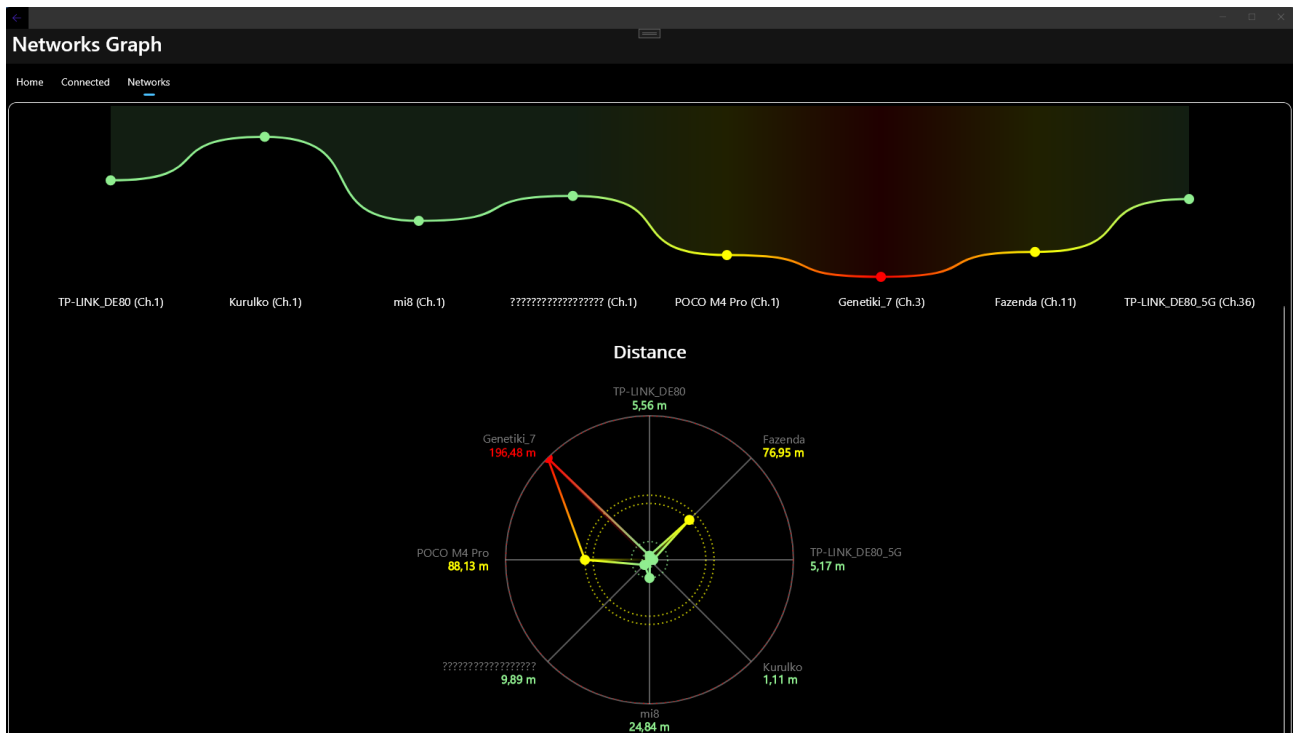 Networks Graph
Home Connected Networks
TP-LINK_DE80 (Ch.1) Kurulko (Ch.1) mi8 (Ch.1) ?????????????????? (Ch.1) POCO M4 Pro (Ch.1) Genetiki_7 (Ch.3) Fazenda (Ch.11) TP-LINK_DE80_5G (Ch.36)
Distance
TP-LINK_DE80
5,56 m
Genetiki_7
196,48 m
Fazenda
76,95 m
POCO M4 Pro
88,13 m
TP-LINK_DE80_5G
5,17 m
??????????????????
9,89 m
Kurulko
1,11 m
mi8
24,84 m